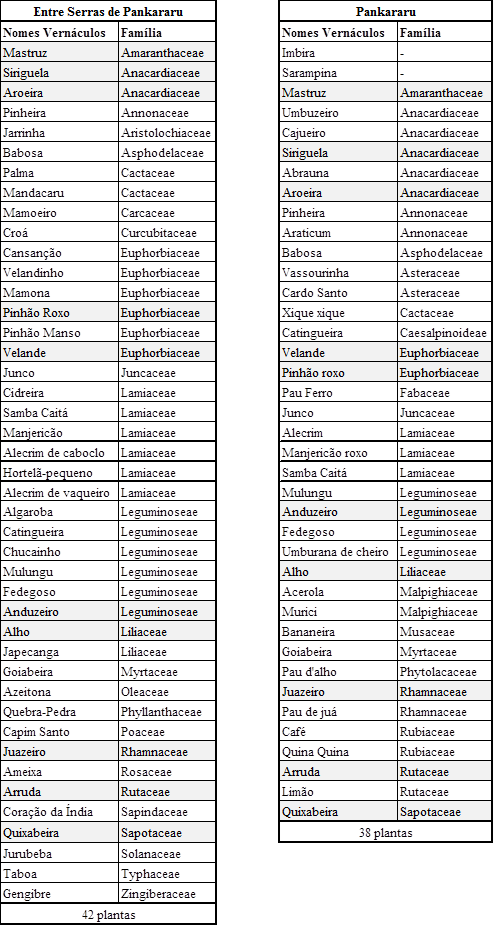 Entre Serras de Pankararu
Nomes Vernáculos Família
Mastruz Amaranthaceae
Siriguela Anacardiaceae
Aroeira Anacardiaceae
Pinheira Annonaceae
Jarrinha Aristolochiaceae
Babosa Asphodelaceae
Palma Cactaceae
Mandacaru Cactaceae
Mamoeiro Carcaceae
Croá Curcubitaceae
Cansanção Euphorbiaceae
Velandinho Euphorbiaceae
Mamona Euphorbiaceae
Pinhão Roxo Euphorbiaceae
Pinhão Manso Euphorbiaceae
Velande Euphorbiaceae
Junco Juncaceae
Cidreira Lamiaceae
Samba Caitá Lamiaceae
Manjericão Lamiaceae
Alecrim de caboclo Lamiaceae
Hortelã-pequeno Lamiaceae
Alecrim de vaqueiro Lamiaceae
Algaroba Leguminoseae
Catingueira Leguminoseae
Chucainho Leguminoseae
Mulungu Leguminoseae
Fedegoso Leguminoseae
Anduzeiro Leguminoseae
Alho Liliaceae
Japecanga Liliaceae
Goiabeira Myrtaceae
Azeitona Oleaceae
Quebra-Pedra Phyllanthaceae
Capim Santo Poaceae
Juazeiro Rhamnaceae
Ameixa Rosaceae
Arruda Rutaceae
Coração da Índia Sapindaceae
Quixabeira Sapotaceae
Jurubeba Solanaceae
Taboa Typhaceae
Gengibre Zingiberaceae
42 plantas
Pankararu
Nomes Vernáculos Família
Imbira -
Sarampina -
Mastruz Amaranthaceae
Umbuzeiro Anacardiaceae
Cajueiro Anacardiaceae
Siriguela Anacardiaceae
Abrauna Anacardiaceae
Aroeira Anacardiaceae
Pinheira Annonaceae
Araticum Annonaceae
Babosa Asphodelaceae
Vassourinha Asteraceae
Cardo Santo Asteraceae
Xique xique Cactaceae
Catingueira Caesalpinoideae
Velande Euphorbiaceae
Pinhão roxo Euphorbiaceae
Pau Ferro Fabaceae
Junco Juncaceae
Alecrim Lamiaceae
Manjericão roxo Lamiaceae
Samba Caitá Lamiaceae
Mulungu Leguminoseae
Anduzeiro Leguminoseae
Fedegoso Leguminoseae
Umburana de cheiro Leguminoseae
Alho Liliaceae
Acerola Malpighiaceae
Murici Malpighiaceae
Bananeira Musaceae
Goiabeira Myrtaceae
Pau d'alho Phytolacaceae
Juazeiro Rhamnaceae
Pau de juá Rhamnaceae
Café Rubiaceae
Quina Quina Rubiaceae
Arruda Rutaceae
Limão Rutaceae
Quixabeira Sapotaceae
38 plantas